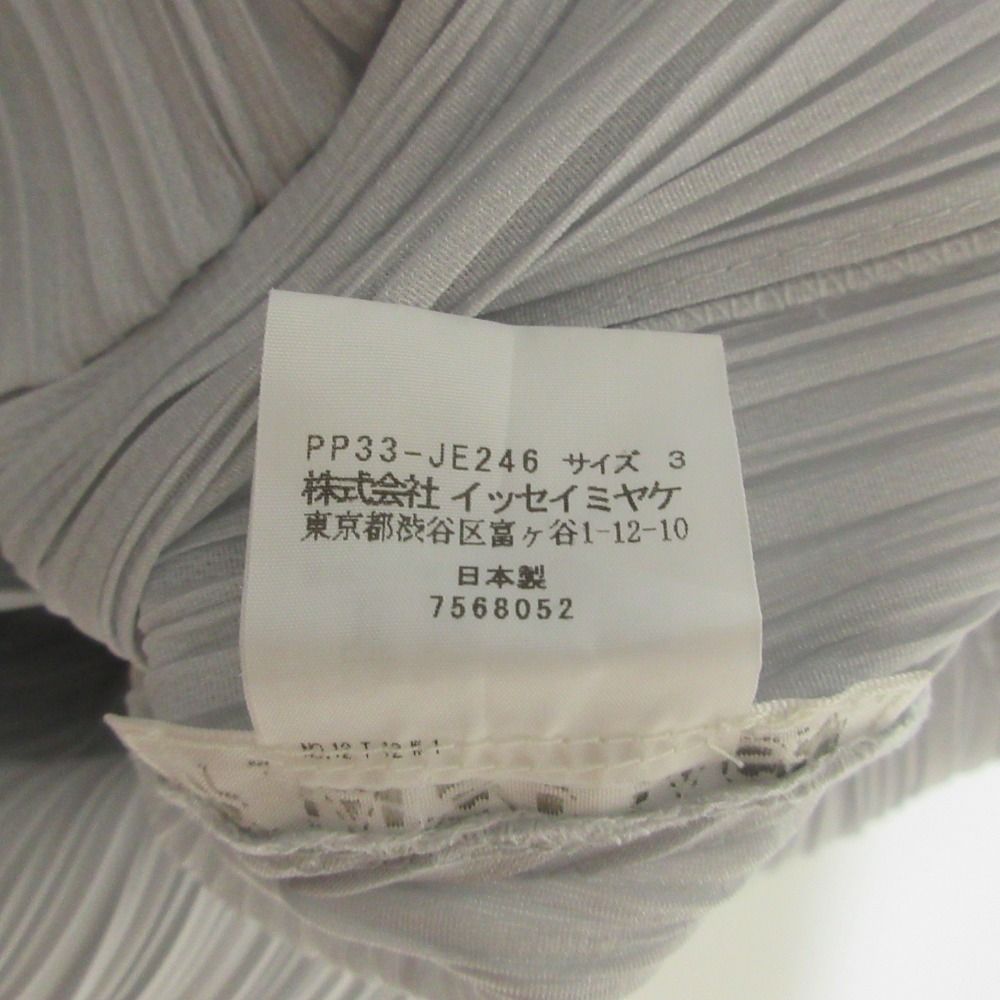 PP33-JE246 サイズ 3
株式会社イッセイミヤケ
東京都渋谷区富ヶ谷1-12-10
日本製
7568052